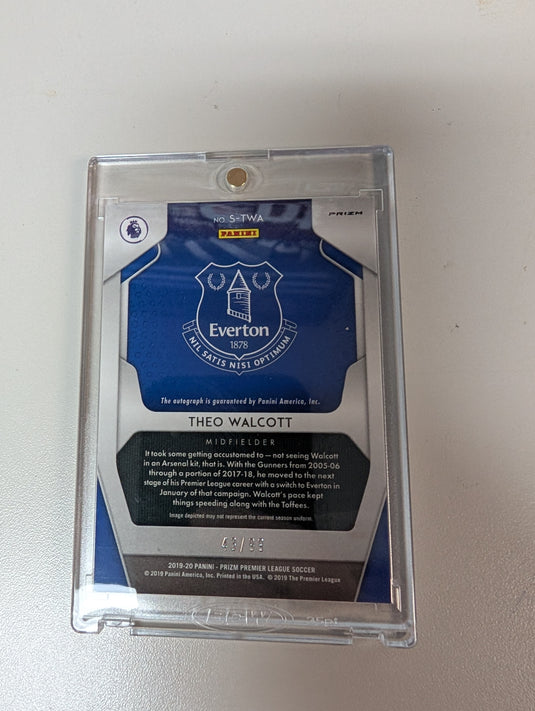 NO. S-TWA
PRIZM
PANINI
Everton
1878
NIL SATIS NISI OPTIMUM
The autograph is guaranteed by Panini America, Inc.
THEO WALCOTT
MIDFIELDER
It took some getting accustomed to — not seeing Walcott
in an Arsenal kit, that is. With the Gunners from 2005-06
through a portion of 2017-18, he moved to the next
stage of his Premier League career with a switch to Everton in
January of that campaign. Walcott's pace kept
things speeding along with the Toffees.
Image depicted may not represent the current season uniform.
2019-20 PANINI - PRIZM PREMIER LEAGUE SOCCER
© 2019 Panini America, Inc. Printed in the USA. © 2019 The Premier League